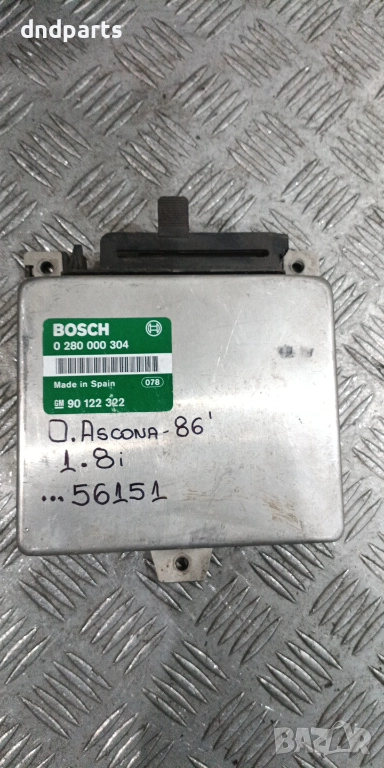 dndparts
BOSCH
0 280 000 304
Made in Spain 078
GM 90 122 322
O. ASCONA-86'
1.8i
...56151
BAZAR